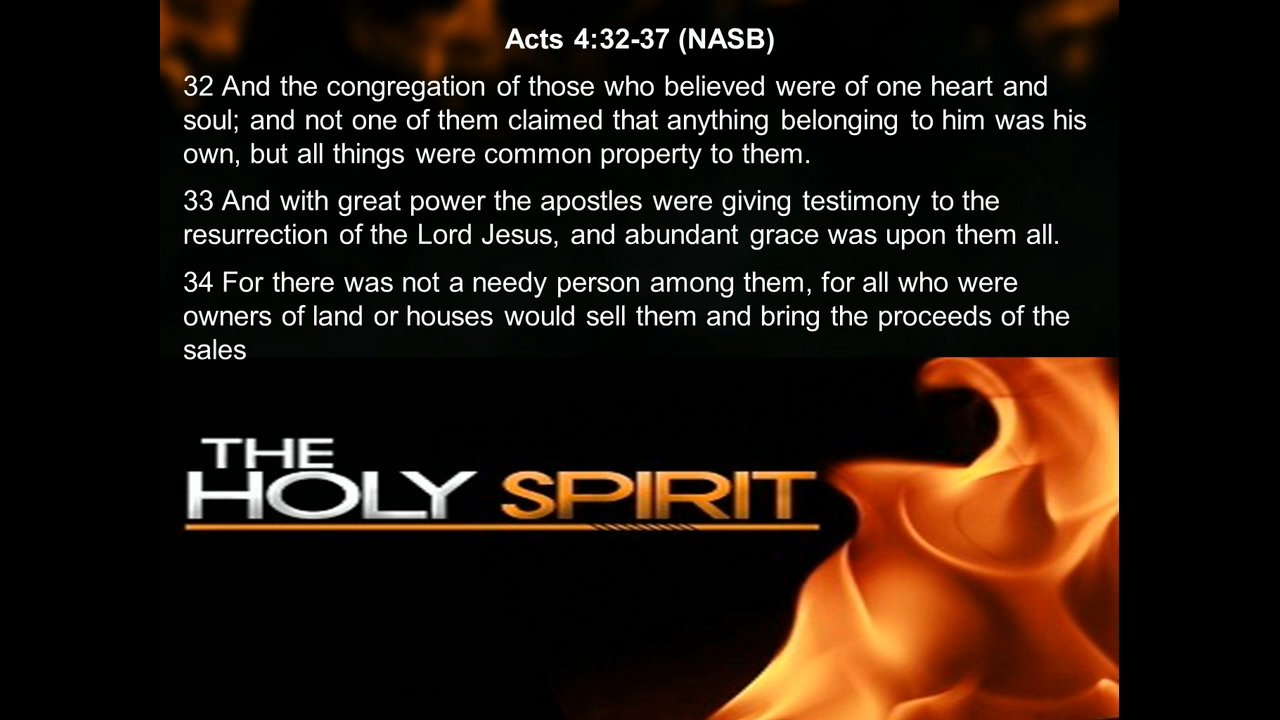 Acts 4:32-37 (NASB)
32 And the congregation of those who believed were of one heart and
soul; and not one of them claimed that anything belonging to him was his
own, but all things were common property to them.
33 And with great power the apostles were giving testimony to the
resurrection of the Lord Jesus, and abundant grace was upon them all.
34 For there was not a needy person among them, for all who were
owners of land or houses would sell them and bring the proceeds of the
sales
THE
HOLY SPIRIT